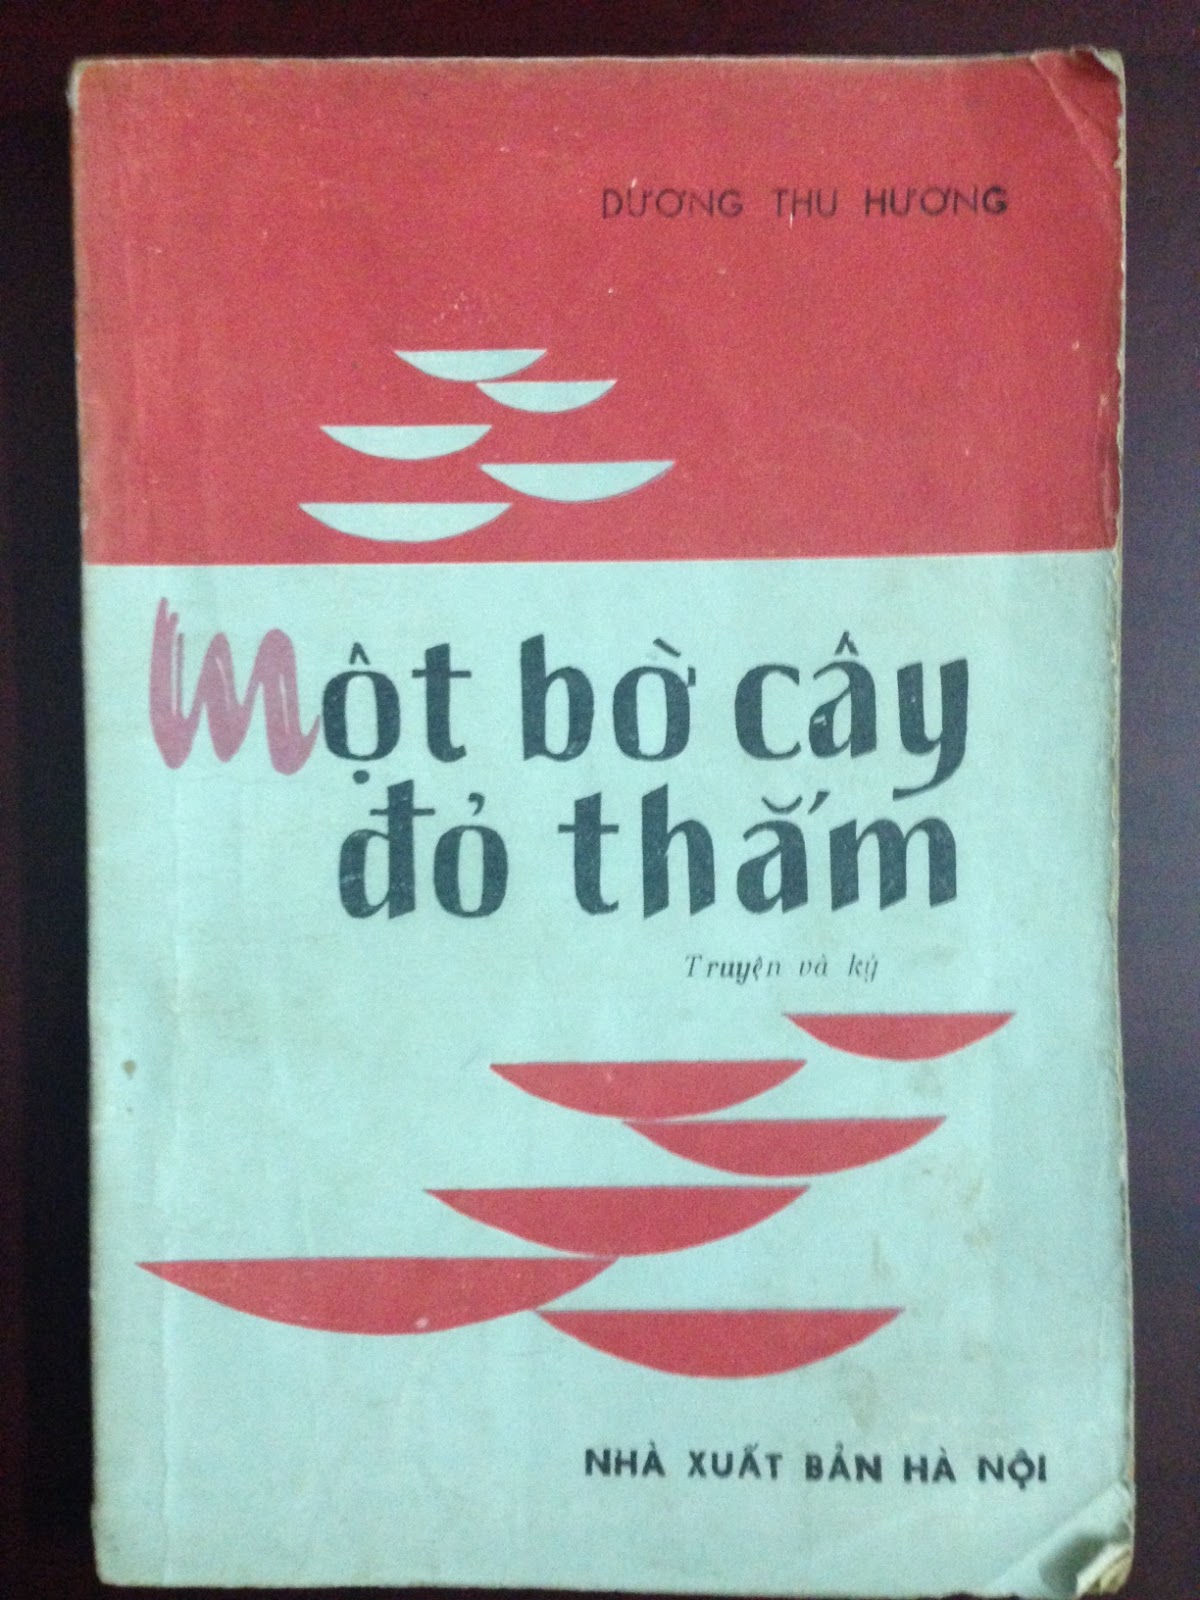 DƯƠNG THU HƯƠNG
Một bờ cây
đỏ thắm
Truyện và ký
NHÀ XUẤT BẢN HÀ NỘI